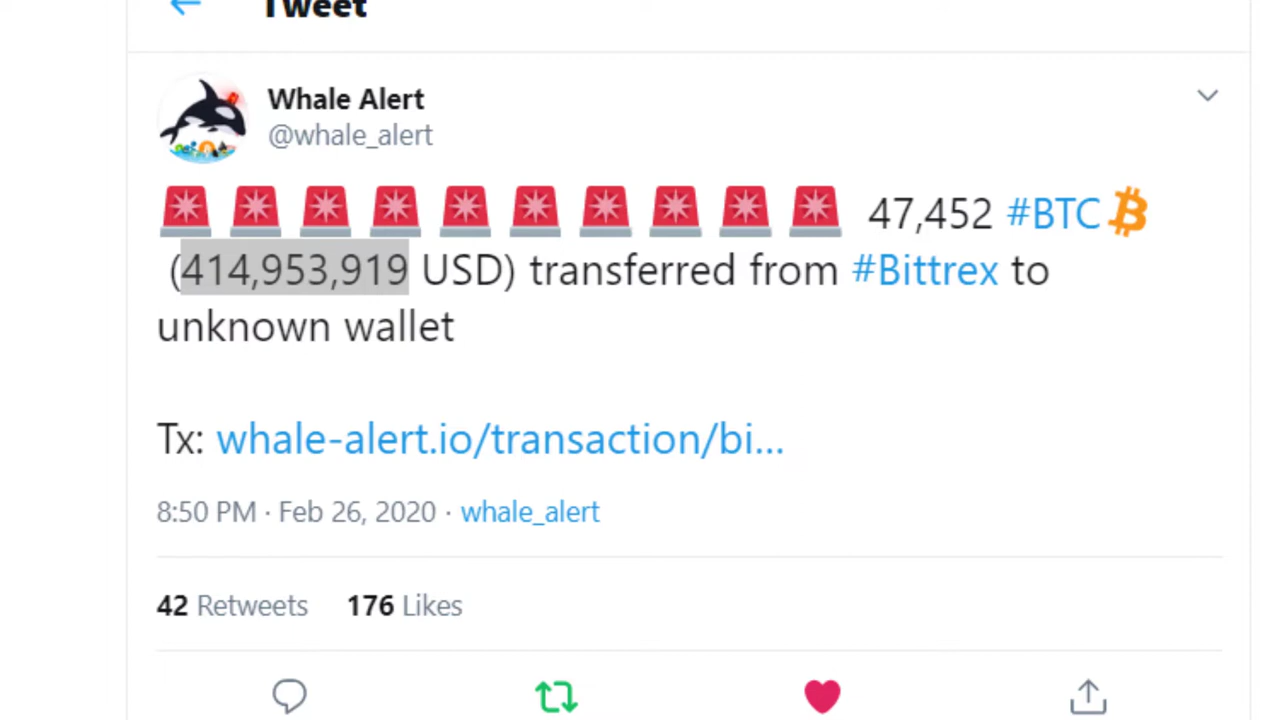 Tweet
Whale Alert
@whale_alert
🚨 🚨 🚨 🚨 🚨 🚨 🚨 🚨 🚨 🚨 47,452 #BTC
(414,953,919 USD) transferred from #Bittrex to
unknown wallet
Tx: whale-alert.io/transaction/bi...
8:50 PM · Feb 26, 2020 · whale_alert
42 Retweets 176 Likes